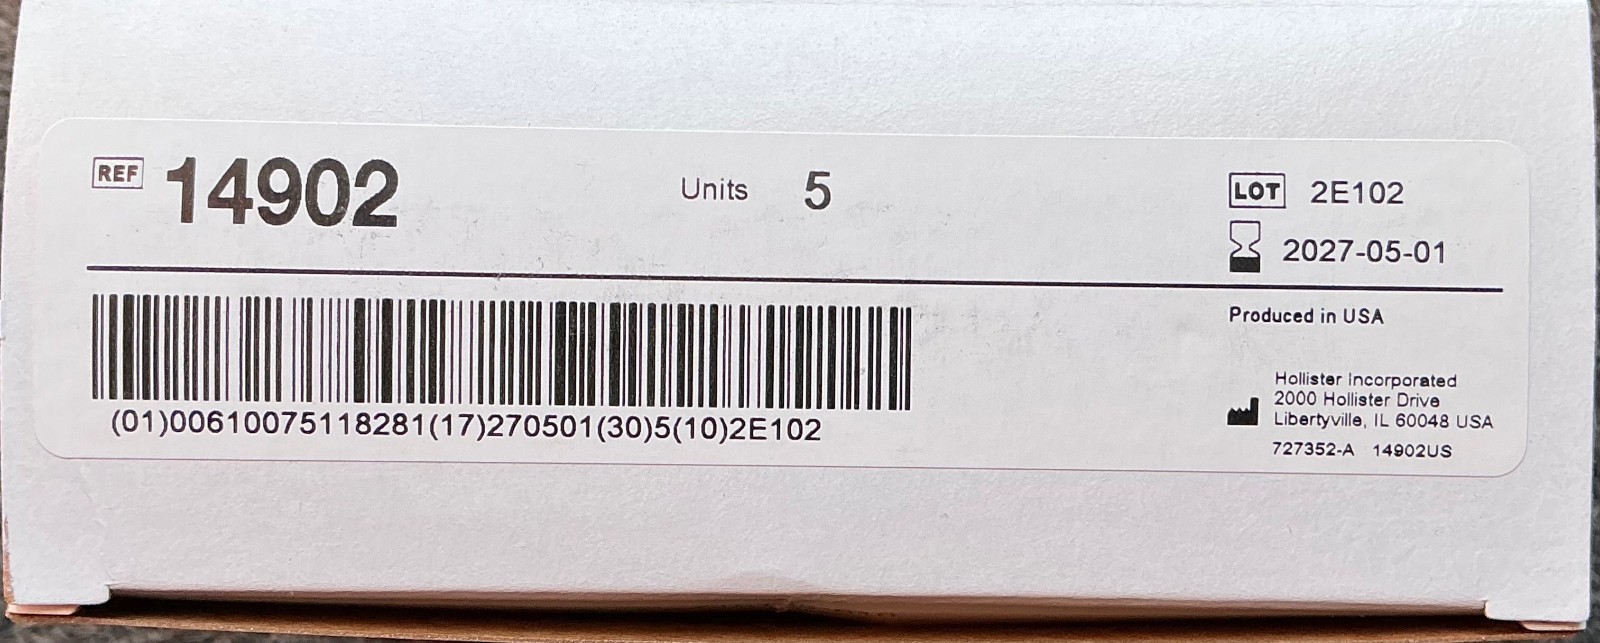 REF 14902 Units 5 LOT 2E102
2027-05-01
(01)00610075118281(17)270501(30)5(10)2E102
Produced in USA
Hollister Incorporated
2000 Hollister Drive
Libertyville, IL 60048 USA
727352-A 14902US